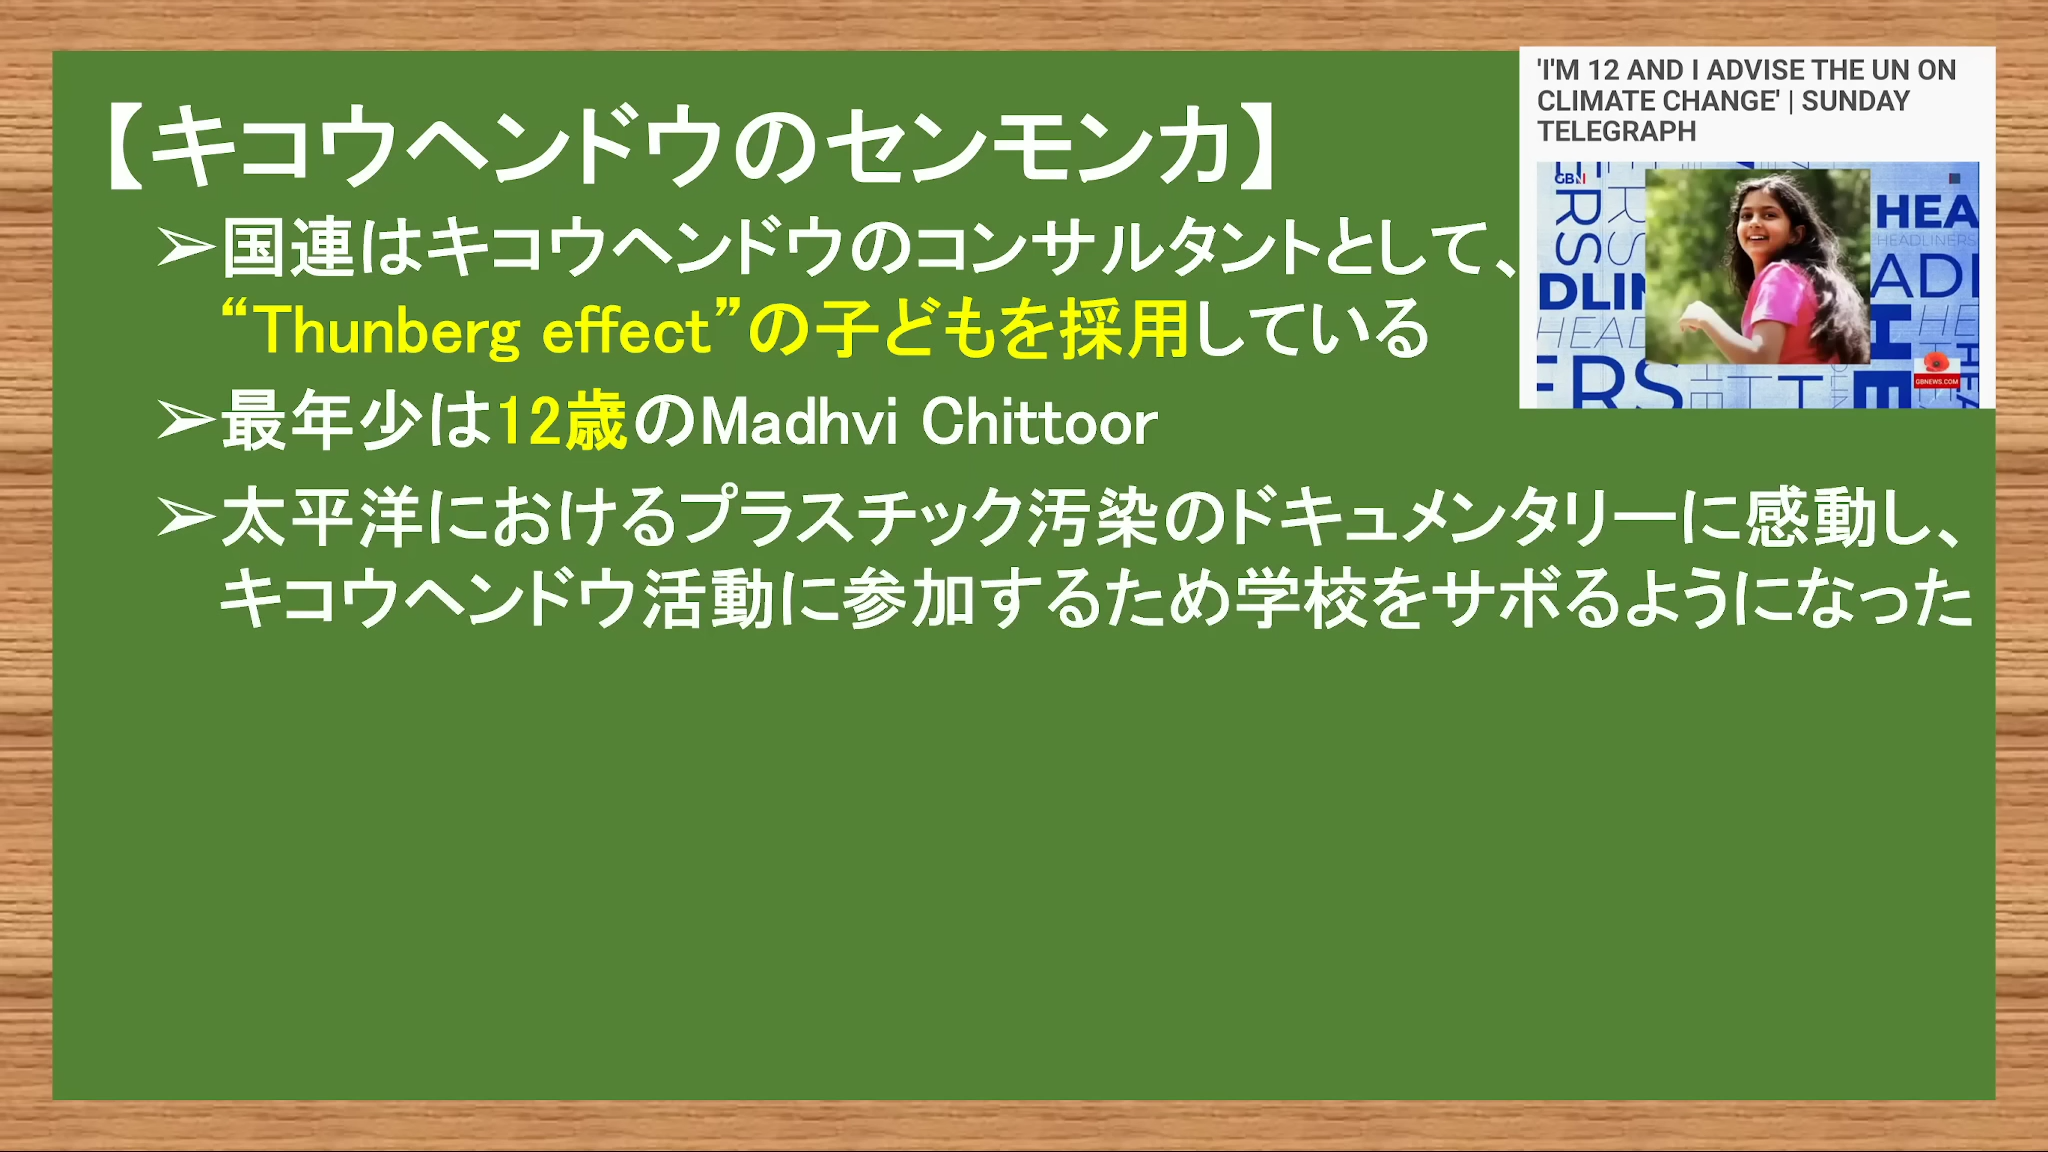 【キコウヘンドウのセンモンカ】
➢国連はキコウヘンドウのコンサルタントとして、
“Thunberg effect”の子どもを採用している
➢最年少は12歳のMadhvi Chittoor
➢太平洋におけるプラスチック汚染のドキュメンタリーに感動し、
キコウヘンドウ活動に参加するため学校をサボるようになった
'I'M 12 AND I ADVISE THE UN ON
CLIMATE CHANGE' | SUNDAY
TELEGRAPH
GBN
HEA
HEADLINERS
ADL
DLIN
HEAD
ERS
GBNEWS.COM